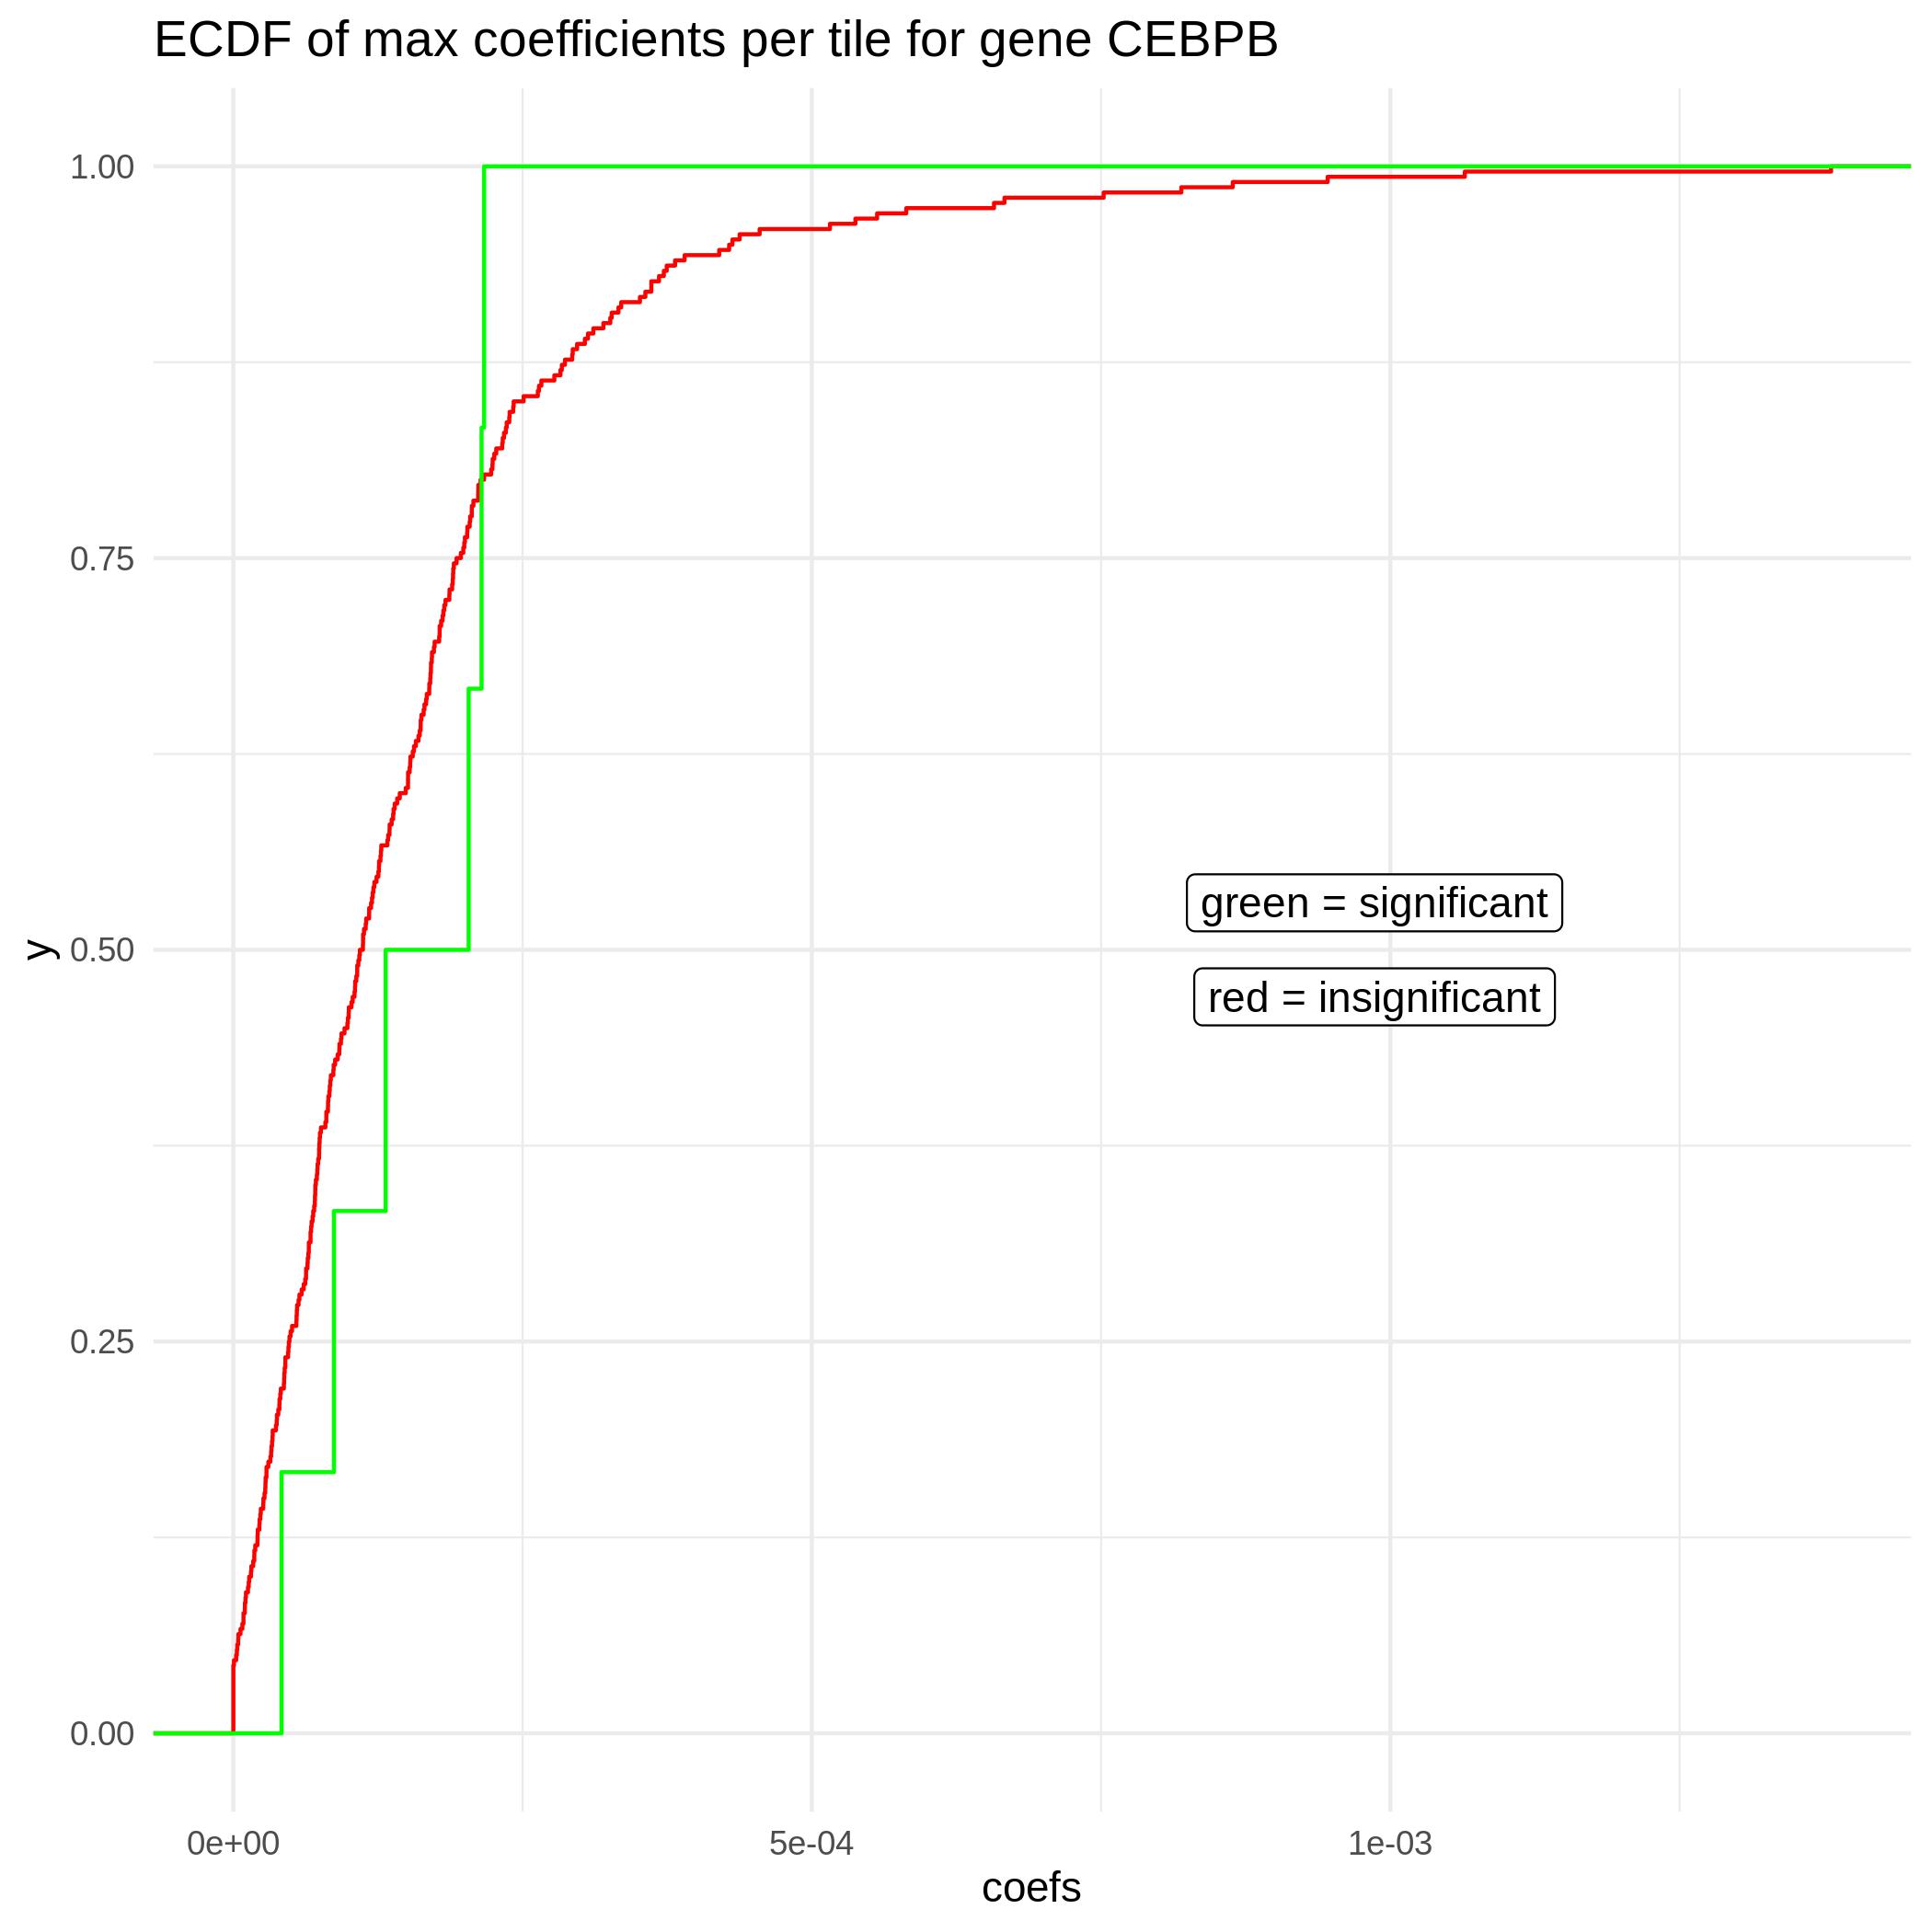 ECDF of max coefficients per tile for gene CEBPB
1.00
0.75
0.50
0.25
0.00
y
green = significant
red = insignificant
0e+00
5e-04
1e-03
coefs